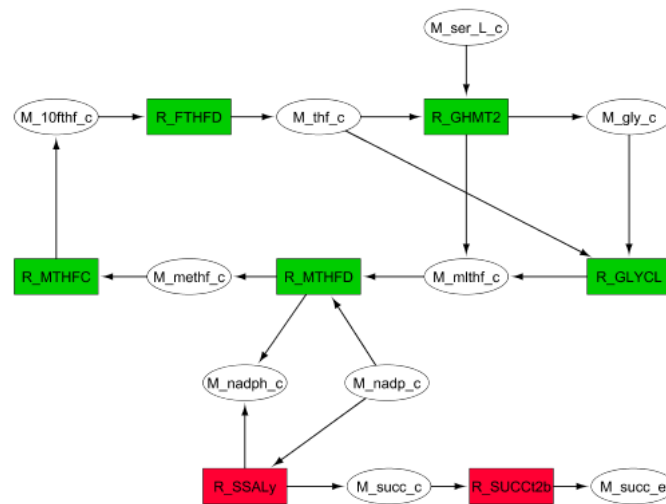 M_ser_L_c
M_10fthf_c
R_FTHFD
M_thf_c
R_GHMT2
M_gly_c
R_MTHFC
M_methf_c
R_MTHFD
M_mlthf_c
R_GLYCL
M_nadph_c
M_nadp_c
R_SSALy
M_succ_c
R_SUCCt2b
M_succ_e